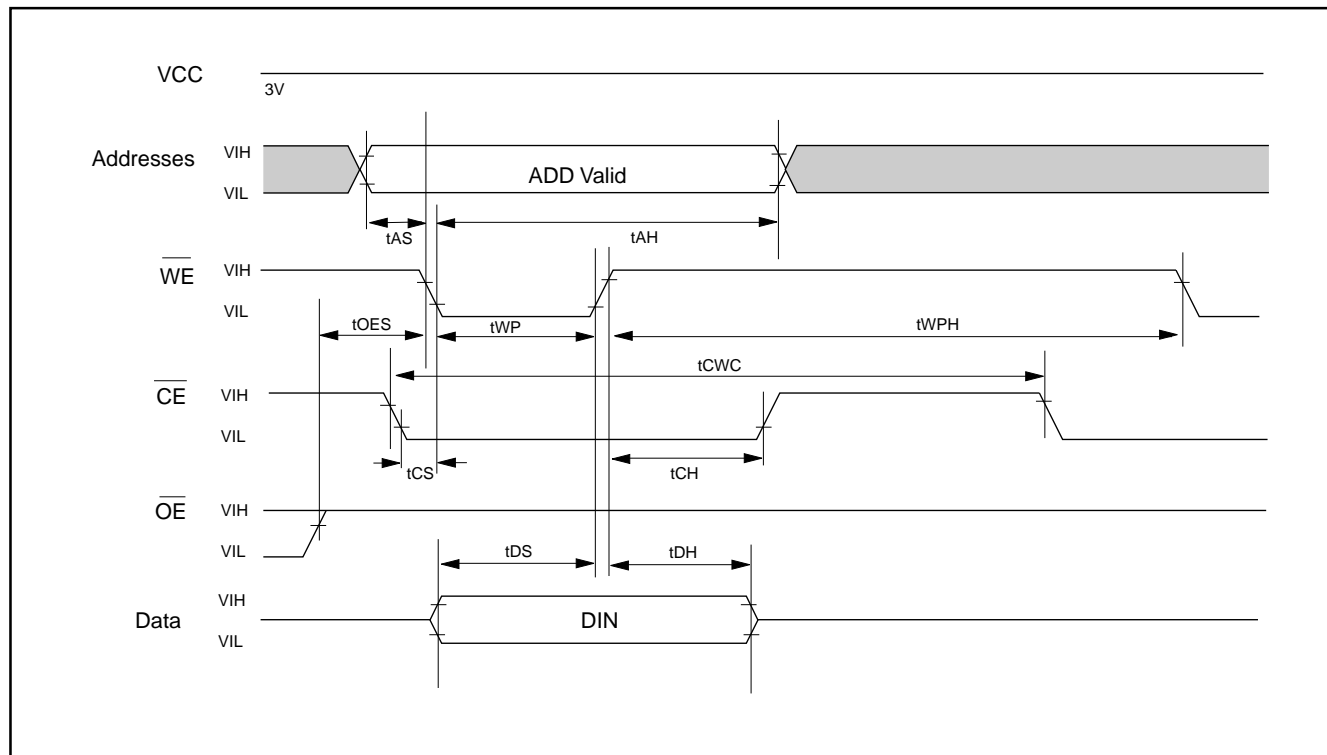 VCC
3V
Addresses
VIH
ADD Valid
VIL
tAS
tAH
WE
VIH
VIL
tOES
tWP
tWPH
tCWC
CE
VIH
VIL
tCS
tCH
OE
VIH
VIL
tDS
tDH
VIH
Data
DIN
VIL